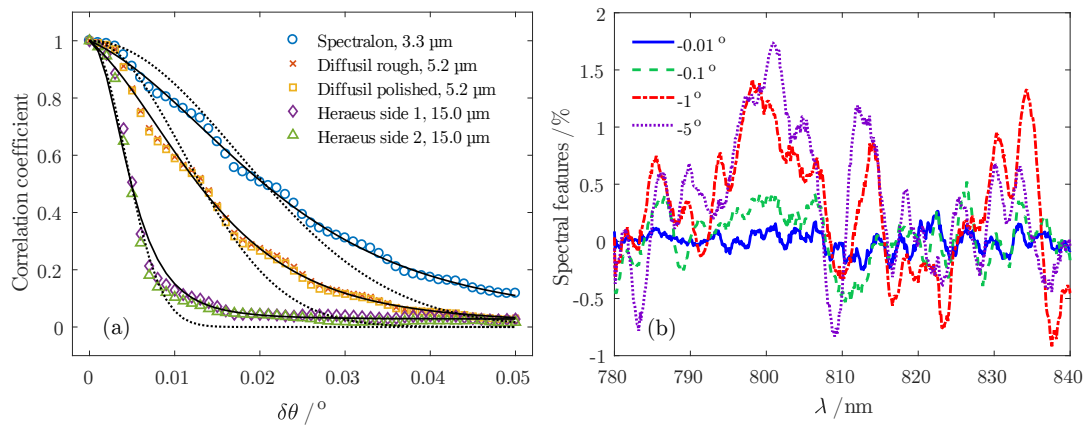 Correlation coefficient
1
0.8
0.6
0.4
0.2
0
Spectralon, 3.3 µm
Diffusil rough, 5.2 µm
Diffusil polished, 5.2 µm
Heraeus side 1, 15.0 µm
Heraeus side 2, 15.0 µm
(a)
0 0.01 0.02 0.03 0.04 0.05
δθ / °
Spectral features /%
2
1.5
1
0.5
0
-0.5
-1
-0.01°
-0.1°
-1°
-5°
(b)
780 790 800 810 820 830 840
λ /nm